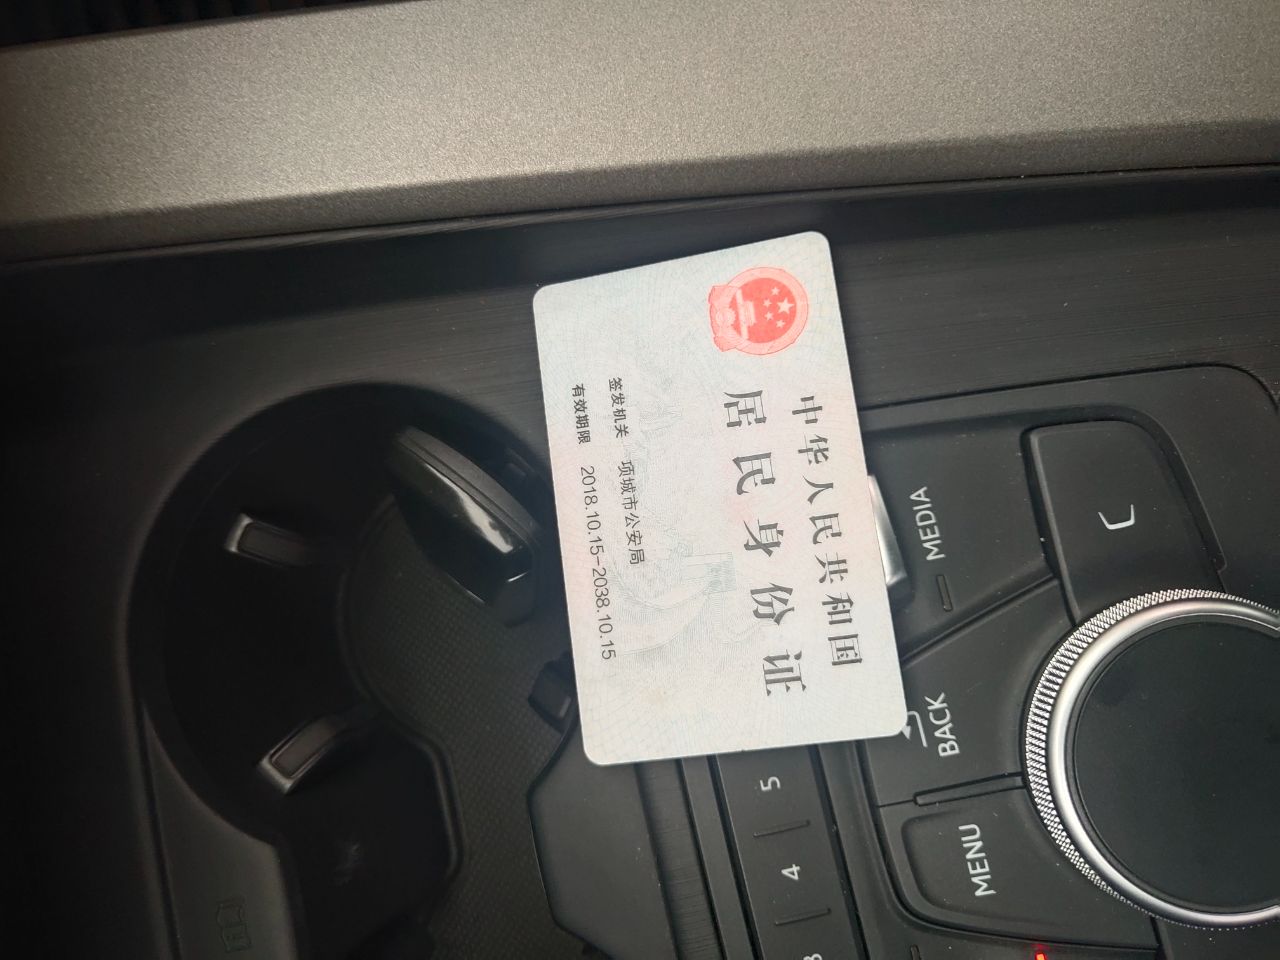 中华人民共和国
居民身份证
签发机关 项城市公安局
有效期限 2018.10.15-2038.10.15
MEDIA
BACK
MENU
5
4
3